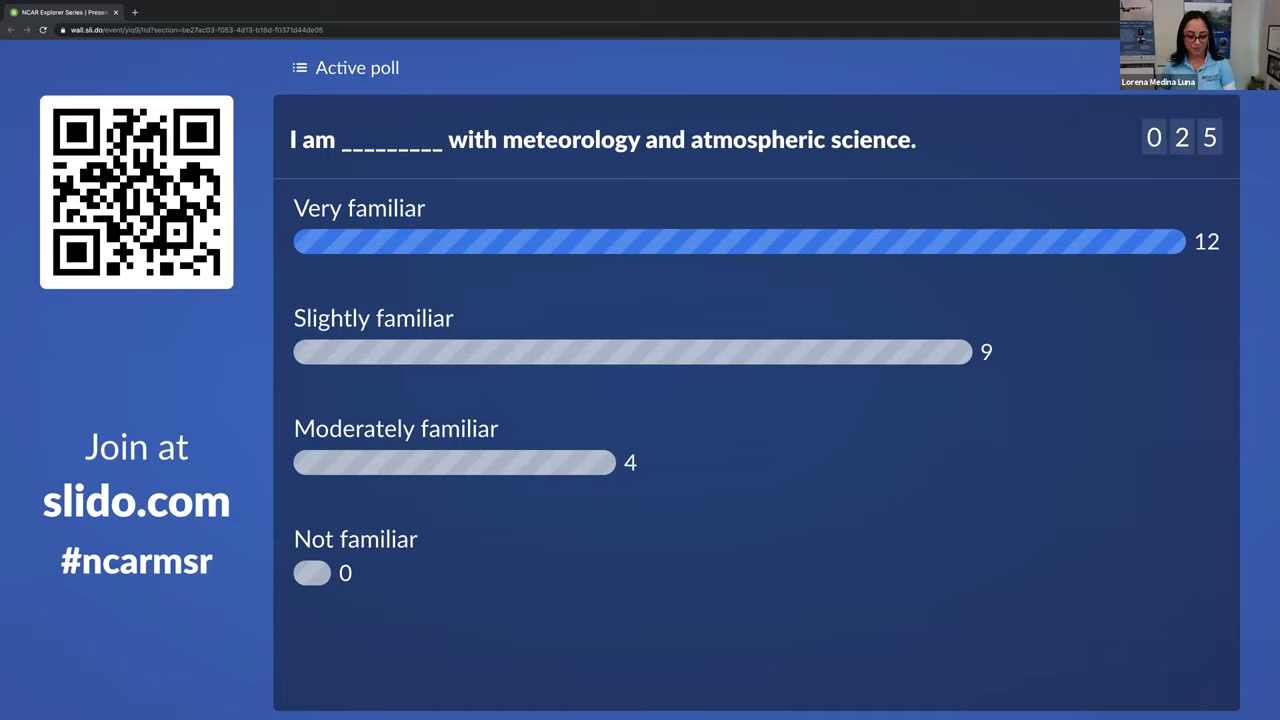 NCAR Explorer Series | Presen
wall.sli.do/event/yiq9j1td?section=be27ac03-f053-4d13-b18d-f0371d44de05
Lorena Medina Luna
Active poll
I am _________ with meteorology and atmospheric science.
0 2 5
Very familiar
12
Slightly familiar
9
Moderately familiar
4
Not familiar
0
Join at
slido.com
#ncarmsr